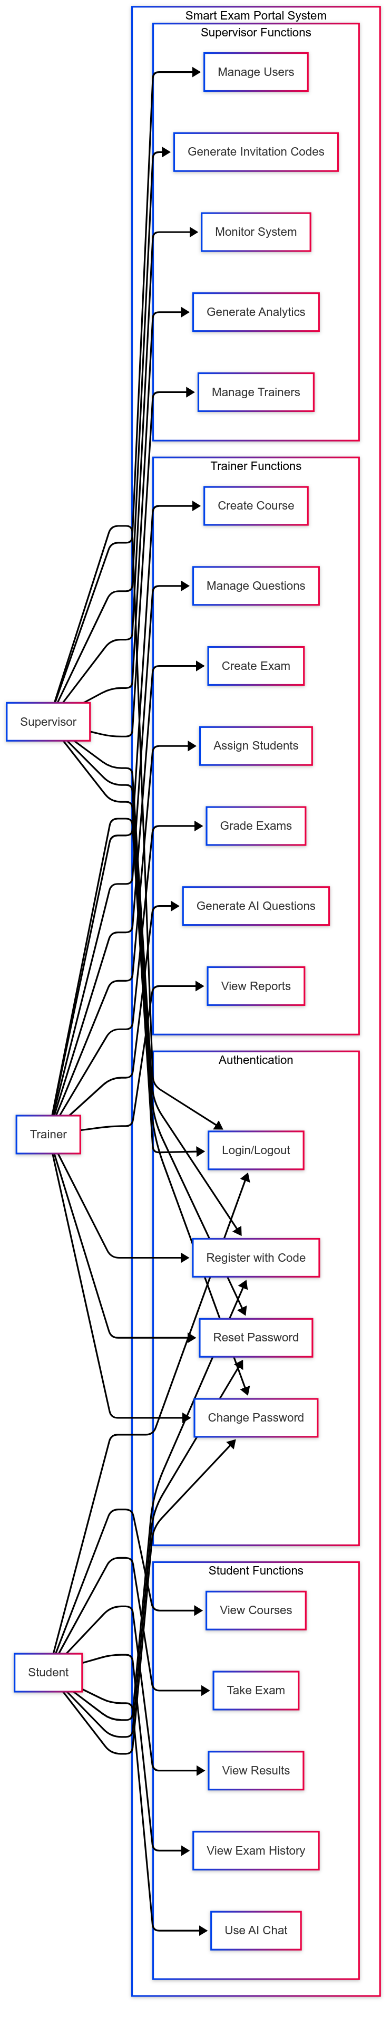 Smart Exam Portal System
Supervisor Functions
Manage Users
Generate Invitation Codes
Monitor System
Generate Analytics
Manage Trainers
Trainer Functions
Create Course
Manage Questions
Create Exam
Supervisor
Assign Students
Grade Exams
Generate AI Questions
View Reports
Authentication
Trainer
Login/Logout
Register with Code
Reset Password
Change Password
Student Functions
View Courses
Student
Take Exam
View Results
View Exam History
Use AI Chat